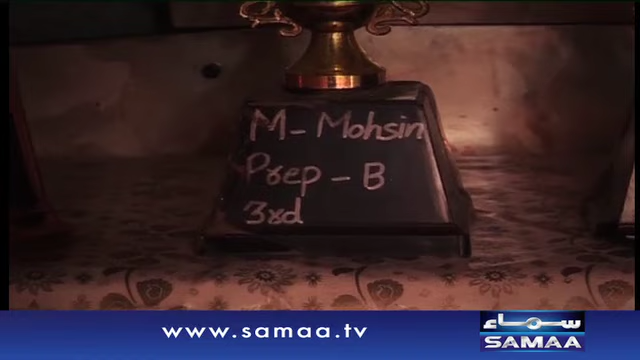 M- Mohsin
Prep - B
3rd
www.samaa.tv
سماء
SAMAA